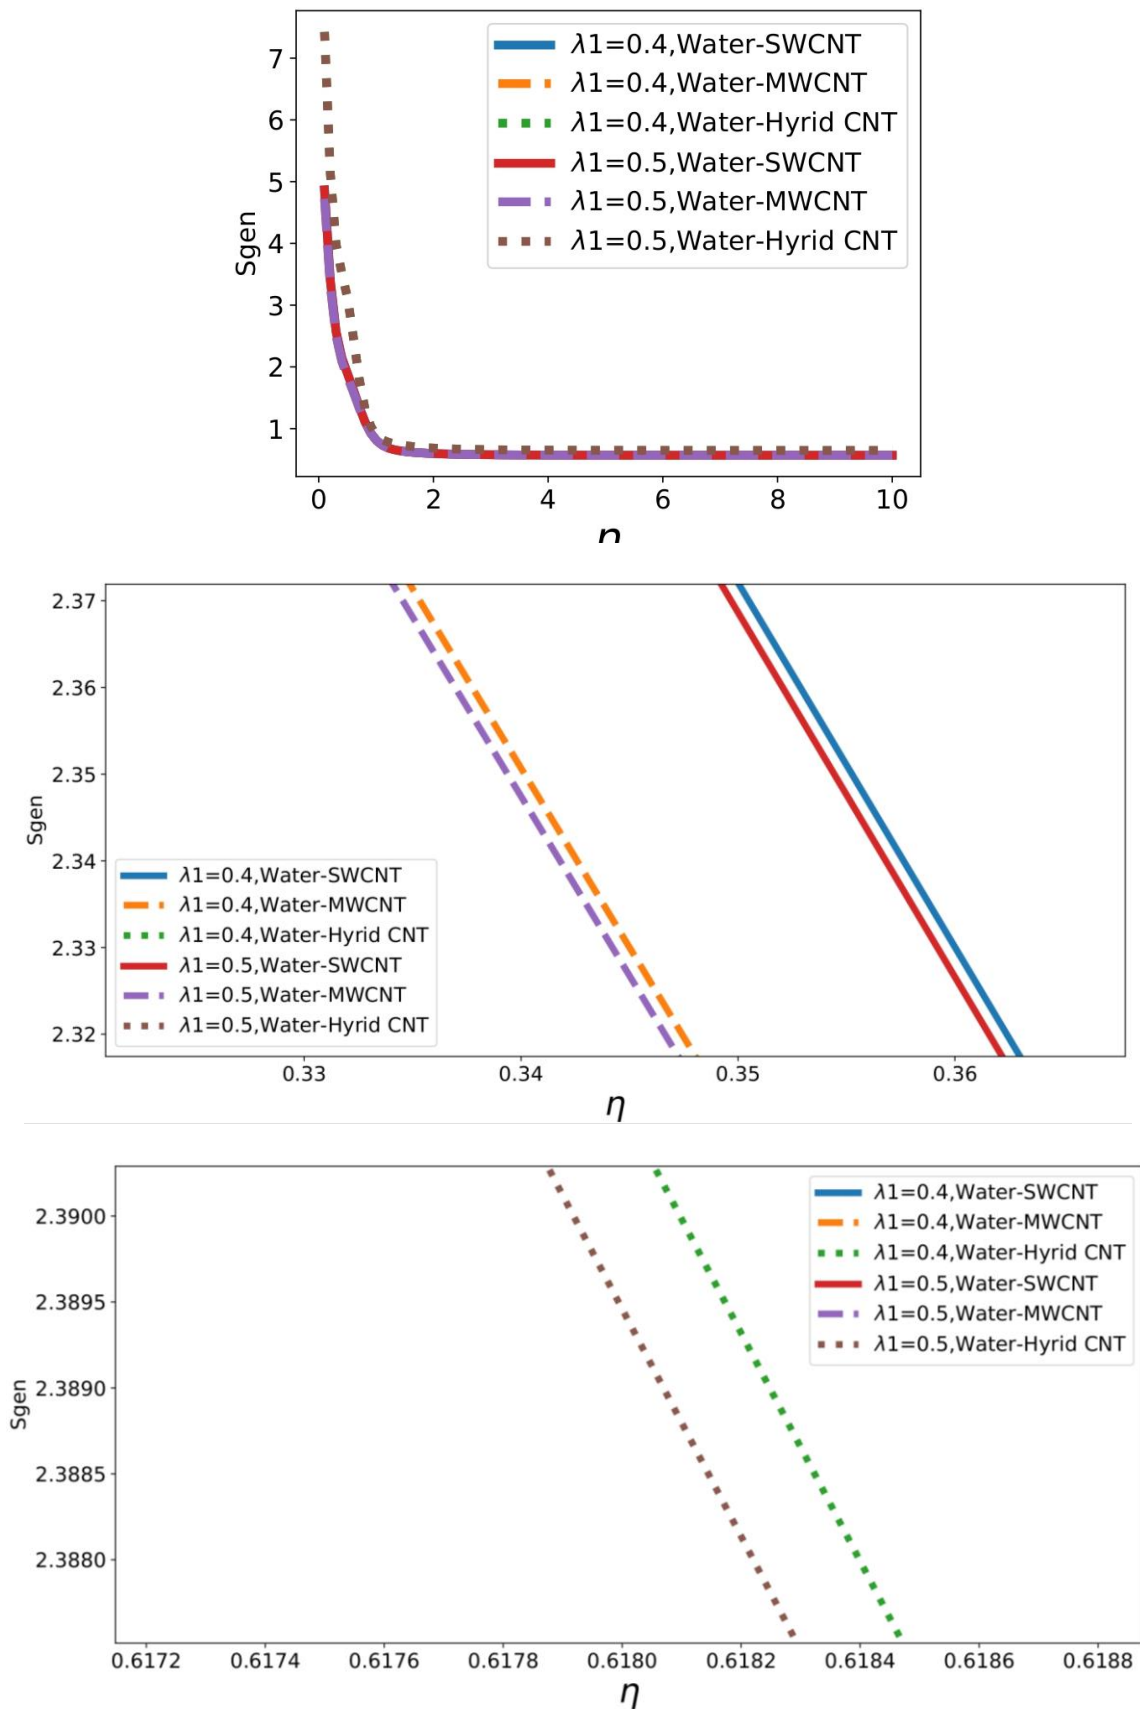 7
6
5
4
3
2
1
Sgen
λ1=0.4,Water-SWCNT
λ1=0.4,Water-MWCNT
λ1=0.4,Water-Hyrid CNT
λ1=0.5,Water-SWCNT
λ1=0.5,Water-MWCNT
λ1=0.5,Water-Hyrid CNT
0 2 4 6 8 10
η
2.37
2.36
2.35
2.34
2.33
2.32
Sgen
λ1=0.4,Water-SWCNT
λ1=0.4,Water-MWCNT
λ1=0.4,Water-Hyrid CNT
λ1=0.5,Water-SWCNT
λ1=0.5,Water-MWCNT
λ1=0.5,Water-Hyrid CNT
0.33 0.34 0.35 0.36
η
2.3900
2.3895
2.3890
2.3885
2.3880
Sgen
λ1=0.4,Water-SWCNT
λ1=0.4,Water-MWCNT
λ1=0.4,Water-Hyrid CNT
λ1=0.5,Water-SWCNT
λ1=0.5,Water-MWCNT
λ1=0.5,Water-Hyrid CNT
0.6172 0.6174 0.6176 0.6178 0.6180 0.6182 0.6184 0.6186 0.6188
η